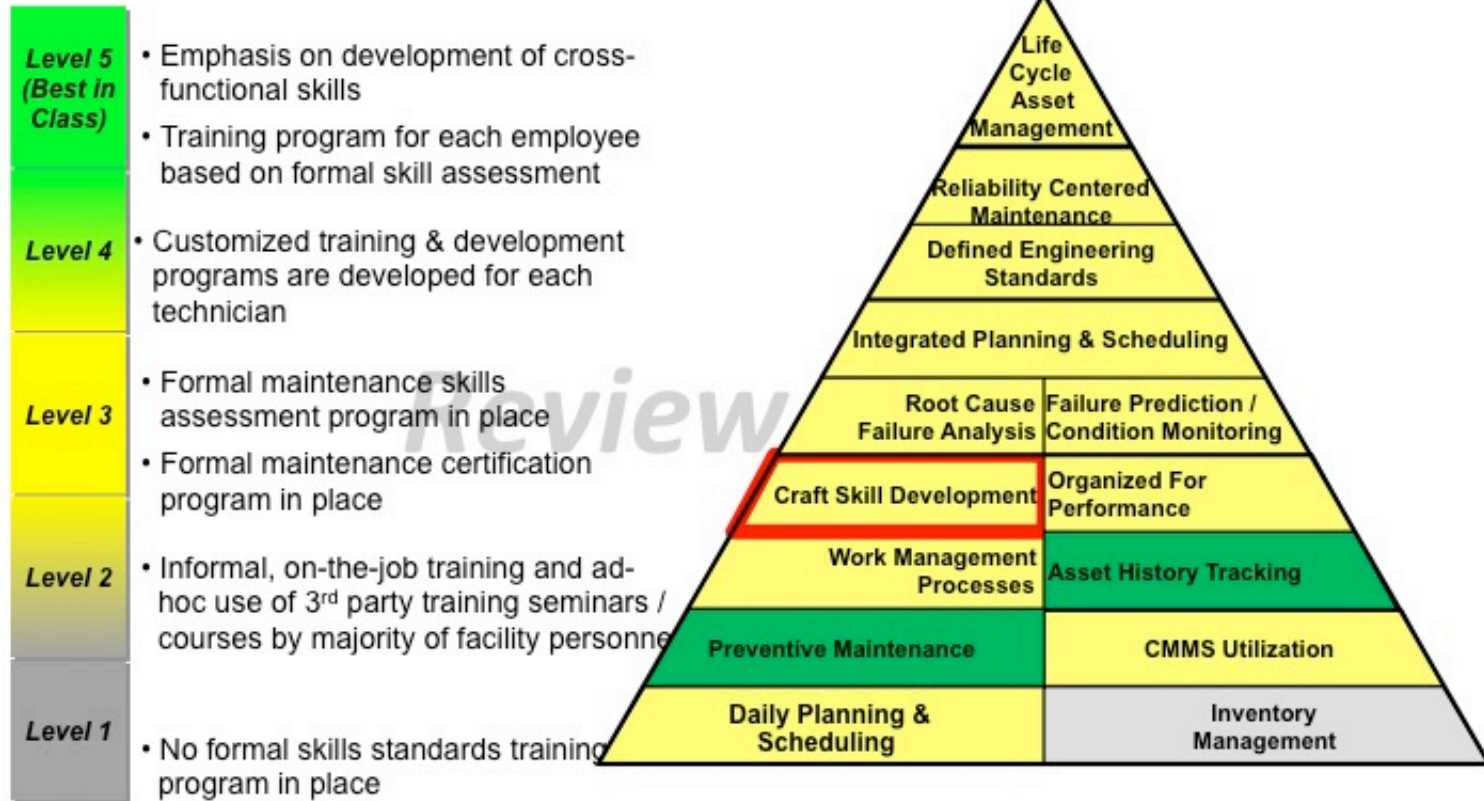 Level 5
(Best in
Class)
• Emphasis on development of cross-
functional skills
• Training program for each employee
based on formal skill assessment
Level 4
• Customized training & development
programs are developed for each
technician
Level 3
• Formal maintenance skills
assessment program in place
• Formal maintenance certification
program in place
Level 2
• Informal, on-the-job training and ad-
hoc use of 3rd party training seminars /
courses by majority of facility personne
Level 1
• No formal skills standards training
program in place
Review
Life
Cycle
Asset
Management
Reliability Centered
Maintenance
Defined Engineering
Standards
Integrated Planning & Scheduling
Root Cause
Failure Analysis
Failure Prediction /
Condition Monitoring
Craft Skill Development
Organized For
Performance
Work Management
Processes
Asset History Tracking
Preventive Maintenance
CMMS Utilization
Daily Planning &
Scheduling
Inventory
Management